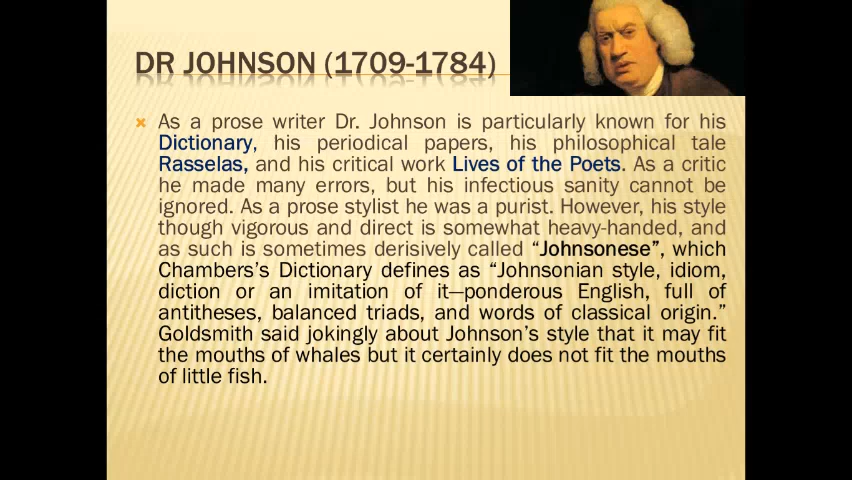 DR JOHNSON (1709-1784)
As a prose writer Dr. Johnson is particularly known for his
Dictionary, his periodical papers, his philosophical tale
Rasselas, and his critical work Lives of the Poets. As a critic
he made many errors, but his infectious sanity cannot be
ignored. As a prose stylist he was a purist. However, his style
though vigorous and direct is somewhat heavy-handed, and
as such is sometimes derisively called “Johnsonese”, which
Chambers’s Dictionary defines as “Johnsonian style, idiom,
diction or an imitation of it—ponderous English, full of
antitheses, balanced triads, and words of classical origin.”
Goldsmith said jokingly about Johnson’s style that it may fit
the mouths of whales but it certainly does not fit the mouths
of little fish.